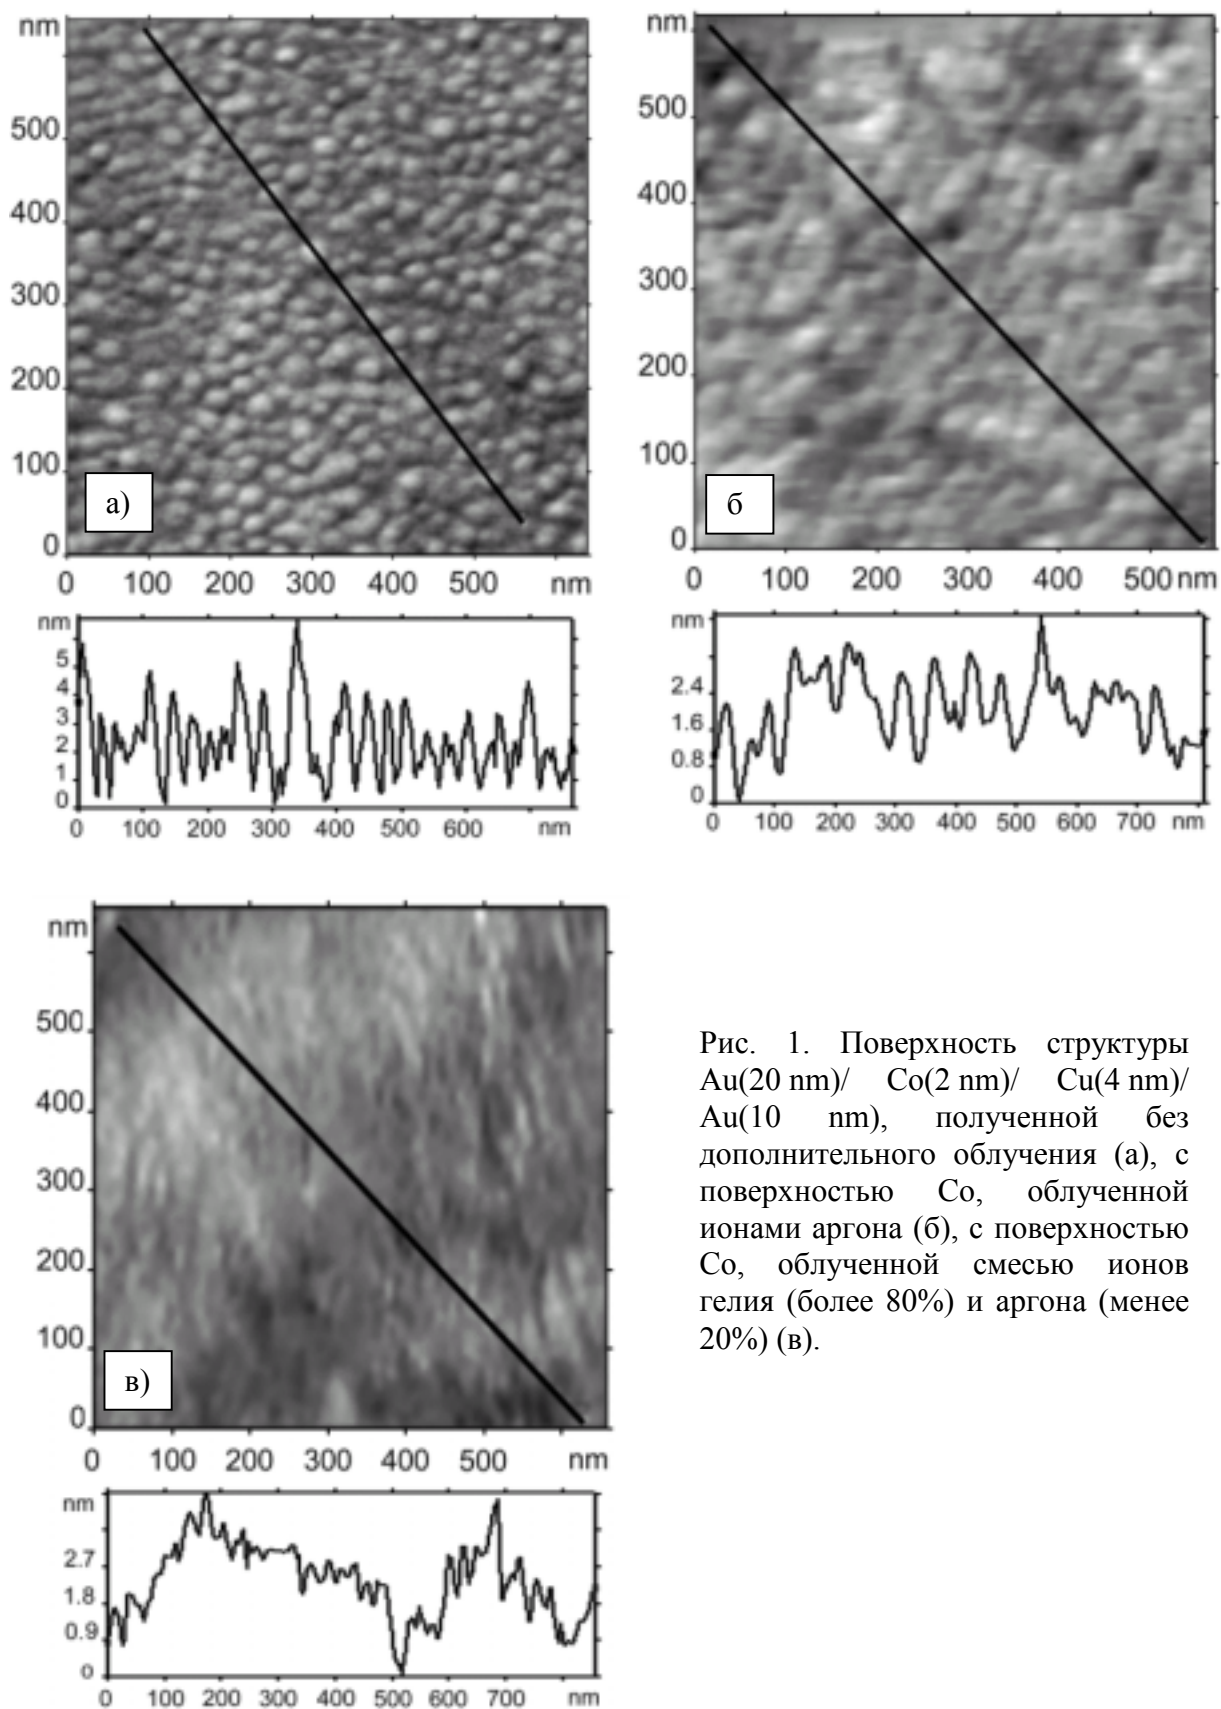 nm
500
400
300
200
100
0
а)
0 100 200 300 400 500 nm
nm
5
4
3
2
1
0
0 100 200 300 400 500 600 nm
nm
500
400
300
200
100
0
б
0 100 200 300 400 500 nm
nm
2.4
1.6
0.8
0
0 100 200 300 400 500 600 700 nm
nm
500
400
300
200
100
0
в)
0 100 200 300 400 500 nm
nm
2.7
1.8
0.9
0
0 100 200 300 400 500 600 700 nm
Рис. 1. Поверхность структуры
Au(20 nm)/ Co(2 nm)/ Cu(4 nm)/
Au(10 nm), полученной без
дополнительного облучения (а), с
поверхностью Co, облученной
ионами аргона (б), с поверхностью
Co, облученной смесью ионов
гелия (более 80%) и аргона (менее
20%) (в).